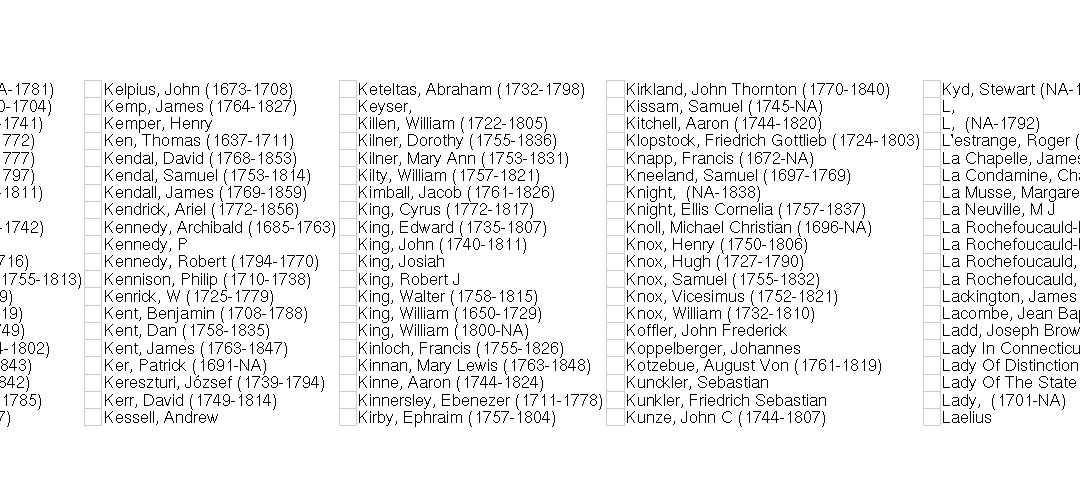 A-1781)
0-1704)
-1741)
772)
777)
797)
-1811)
-1742)
716)
1755-1813)
9)
19)
749)
4-1802)
843)
842)
1785)
7)
Kelpius, John (1673-1708)
Kemp, James (1764-1827)
Kemper, Henry
Ken, Thomas (1637-1711)
Kendal, David (1768-1853)
Kendal, Samuel (1753-1814)
Kendall, James (1769-1859)
Kendrick, Ariel (1772-1856)
Kennedy, Archibald (1685-1763)
Kennedy, P
Kennedy, Robert (1794-1770)
Kennison, Philip (1710-1738)
Kenrick, W (1725-1779)
Kent, Benjamin (1708-1788)
Kent, Dan (1758-1835)
Kent, James (1763-1847)
Ker, Patrick (1691-NA)
Kereszturi, József (1739-1794)
Kerr, David (1749-1814)
Kessell, Andrew
Keteltas, Abraham (1732-1798)
Keyser,
Killen, William (1722-1805)
Kilner, Dorothy (1755-1836)
Kilner, Mary Ann (1753-1831)
Kilty, William (1757-1821)
Kimball, Jacob (1761-1826)
King, Cyrus (1772-1817)
King, Edward (1735-1807)
King, John (1740-1811)
King, Josiah
King, Robert J
King, Walter (1758-1815)
King, William (1650-1729)
King, William (1800-NA)
Kinloch, Francis (1755-1826)
Kinnan, Mary Lewis (1763-1848)
Kinne, Aaron (1744-1824)
Kinnersley, Ebenezer (1711-1778)
Kirby, Ephraim (1757-1804)
Kirkland, John Thornton (1770-1840)
Kissam, Samuel (1745-NA)
Kitchell, Aaron (1744-1820)
Klopstock, Friedrich Gottlieb (1724-1803)
Knapp, Francis (1672-NA)
Kneeland, Samuel (1697-1769)
Knight, (NA-1838)
Knight, Ellis Cornelia (1757-1837)
Knoll, Michael Christian (1696-NA)
Knox, Henry (1750-1806)
Knox, Hugh (1727-1790)
Knox, Samuel (1755-1832)
Knox, Vicesimus (1752-1821)
Knox, William (1732-1810)
Koffler, John Frederick
Koppelberger, Johannes
Kotzebue, August Von (1761-1819)
Kunckler, Sebastian
Kunkler, Friedrich Sebastian
Kunze, John C (1744-1807)
Kyd, Stewart (NA-1
L,
L, (NA-1792)
L'estrange, Roger (
La Chapelle, James
La Condamine, Cha
La Musse, Margare
La Neuville, M J
La Rochefoucauld-
La Rochefoucauld-
La Rochefoucauld,
La Rochefoucauld,
Lackington, James
Lacombe, Jean Bap
Ladd, Joseph Brow
Lady In Connecticu
Lady Of Distinction
Lady Of The State
Lady, (1701-NA)
Laelius